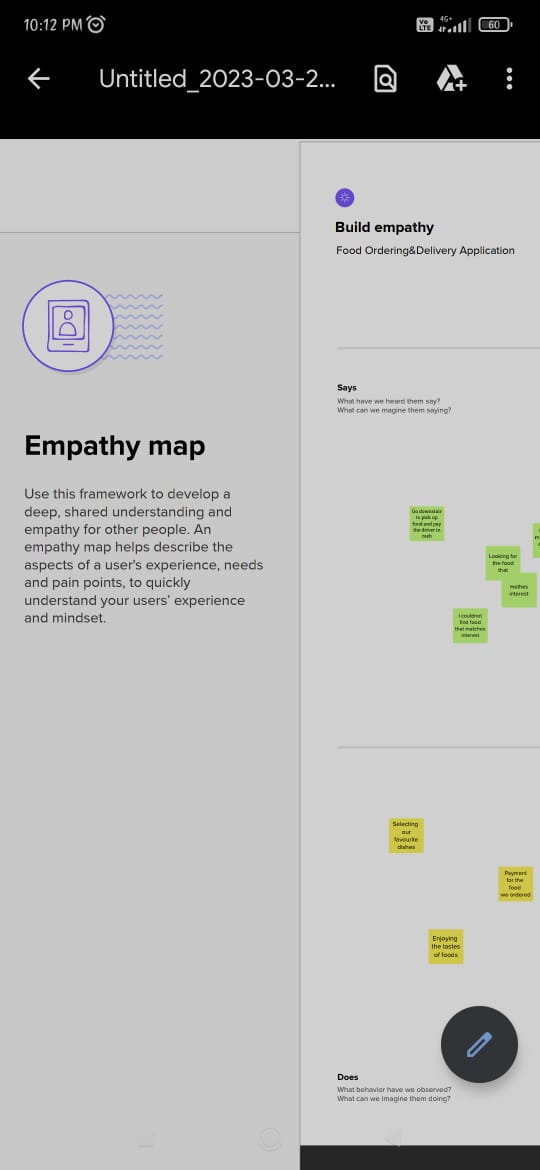 10:12 PM
Vo
LTE
4G+
60
Untitled_2023-03-2...
Build empathy
Food Ordering&Delivery Application
Empathy map
Use this framework to develop a
deep, shared understanding and
empathy for other people. An
empathy map helps describe the
aspects of a user's experience, needs
and pain points, to quickly
understand your users' experience
and mindset.
Says
What have we heard them say?
What can we magine them saying?
Go downstair
to pick up
food and pay
the driver in
cash
Looking for
the food
that
mathes
interest
I couldnot
find food
that matches
interest
Selecting
our
favourite
dishes
Payment
for the
food
we ordered
Enjoying
the tastes
of foods
Does
What behavior have we observed?
What can we imagine them doing?